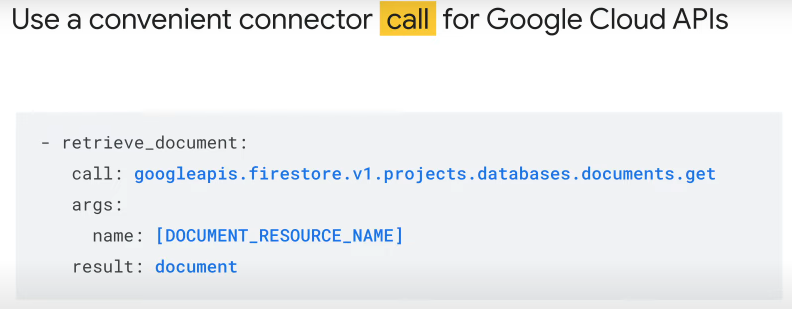 Use a convenient connector call for Google Cloud APIs
- retrieve_document:
call: googleapis.firestore.v1.projects.databases.documents.get
args:
name: [DOCUMENT_RESOURCE_NAME]
result: document